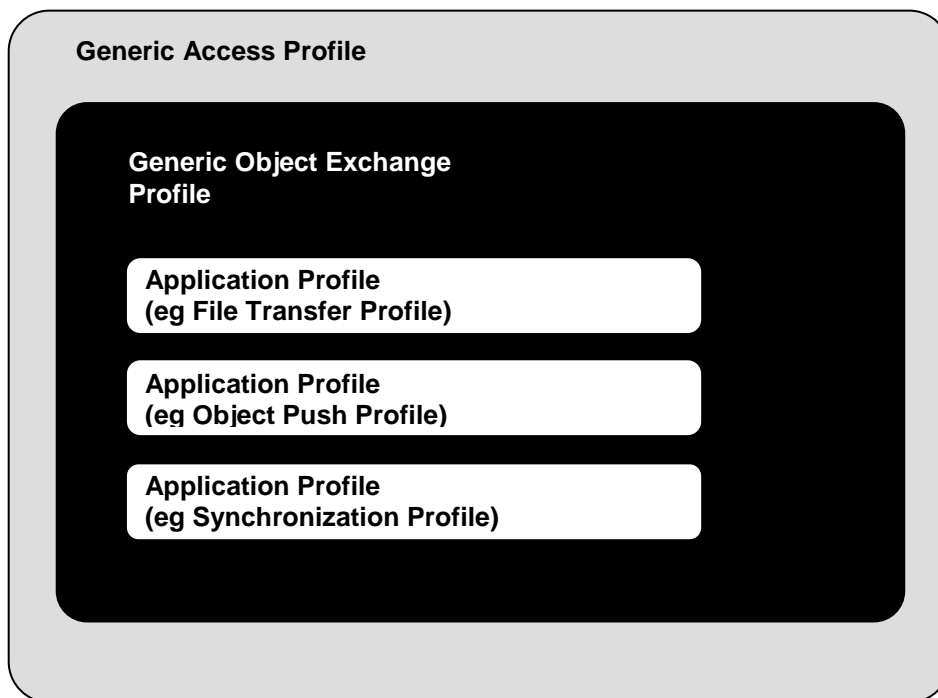 Generic Access Profile
Generic Object Exchange
Profile
Application Profile
(eg File Transfer Profile)
Application Profile
(eg Object Push Profile)
Application Profile
(eg Synchronization Profile)